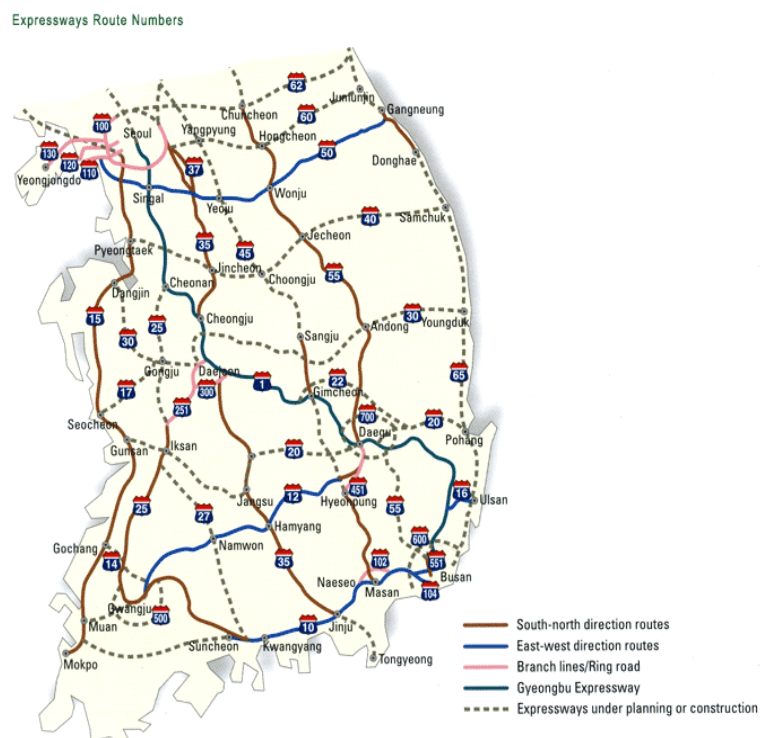 Expressways Route Numbers
62
Jumunjin
Chuncheon
60
Gangneung
100
Seoul
Yangpyung
Hongcheon
50
130
120
110
37
Donghae
Yeongjongdo
Singal
Yeoju
Wonju
40
Samchuk
Pyeongtaek
35
45
Jecheon
Jincheon
Choongju
55
Cheonan
Dangjin
15
25
Cheongju
30
Andong
Youngduk
30
Sangju
Gongju
Daejeon
65
17
300
1
22
Gimcheon
251
700
Seocheon
20
Daegu
Pohang
Gunsan
Iksan
20
451
16
Ulsan
12
Jangsu
Hyeonpung
25
27
55
Hamyang
600
Gochang
14
Namwon
35
102
551
Naeseo
Masan
Busan
104
Gwangju
500
10
Muan
Jinju
South-north direction routes
Suncheon
Kwangyang
East-west direction routes
Mokpo
Tongyeong
Branch lines/Ring road
Gyeongbu Expressway
Expressways under planning or construction